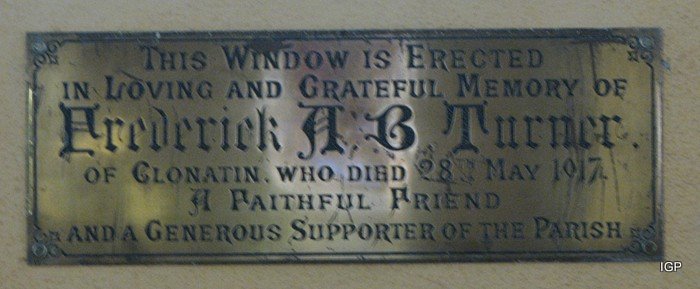 THIS WINDOW IS ERECTED
IN LOVING AND GRATEFUL MEMORY OF
Frederick A. B. Turner.
OF CLONATIN, WHO DIED 28TH MAY 1917.
A FAITHFUL FRIEND
AND A GENEROUS SUPPORTER OF THE PARISH
IGP